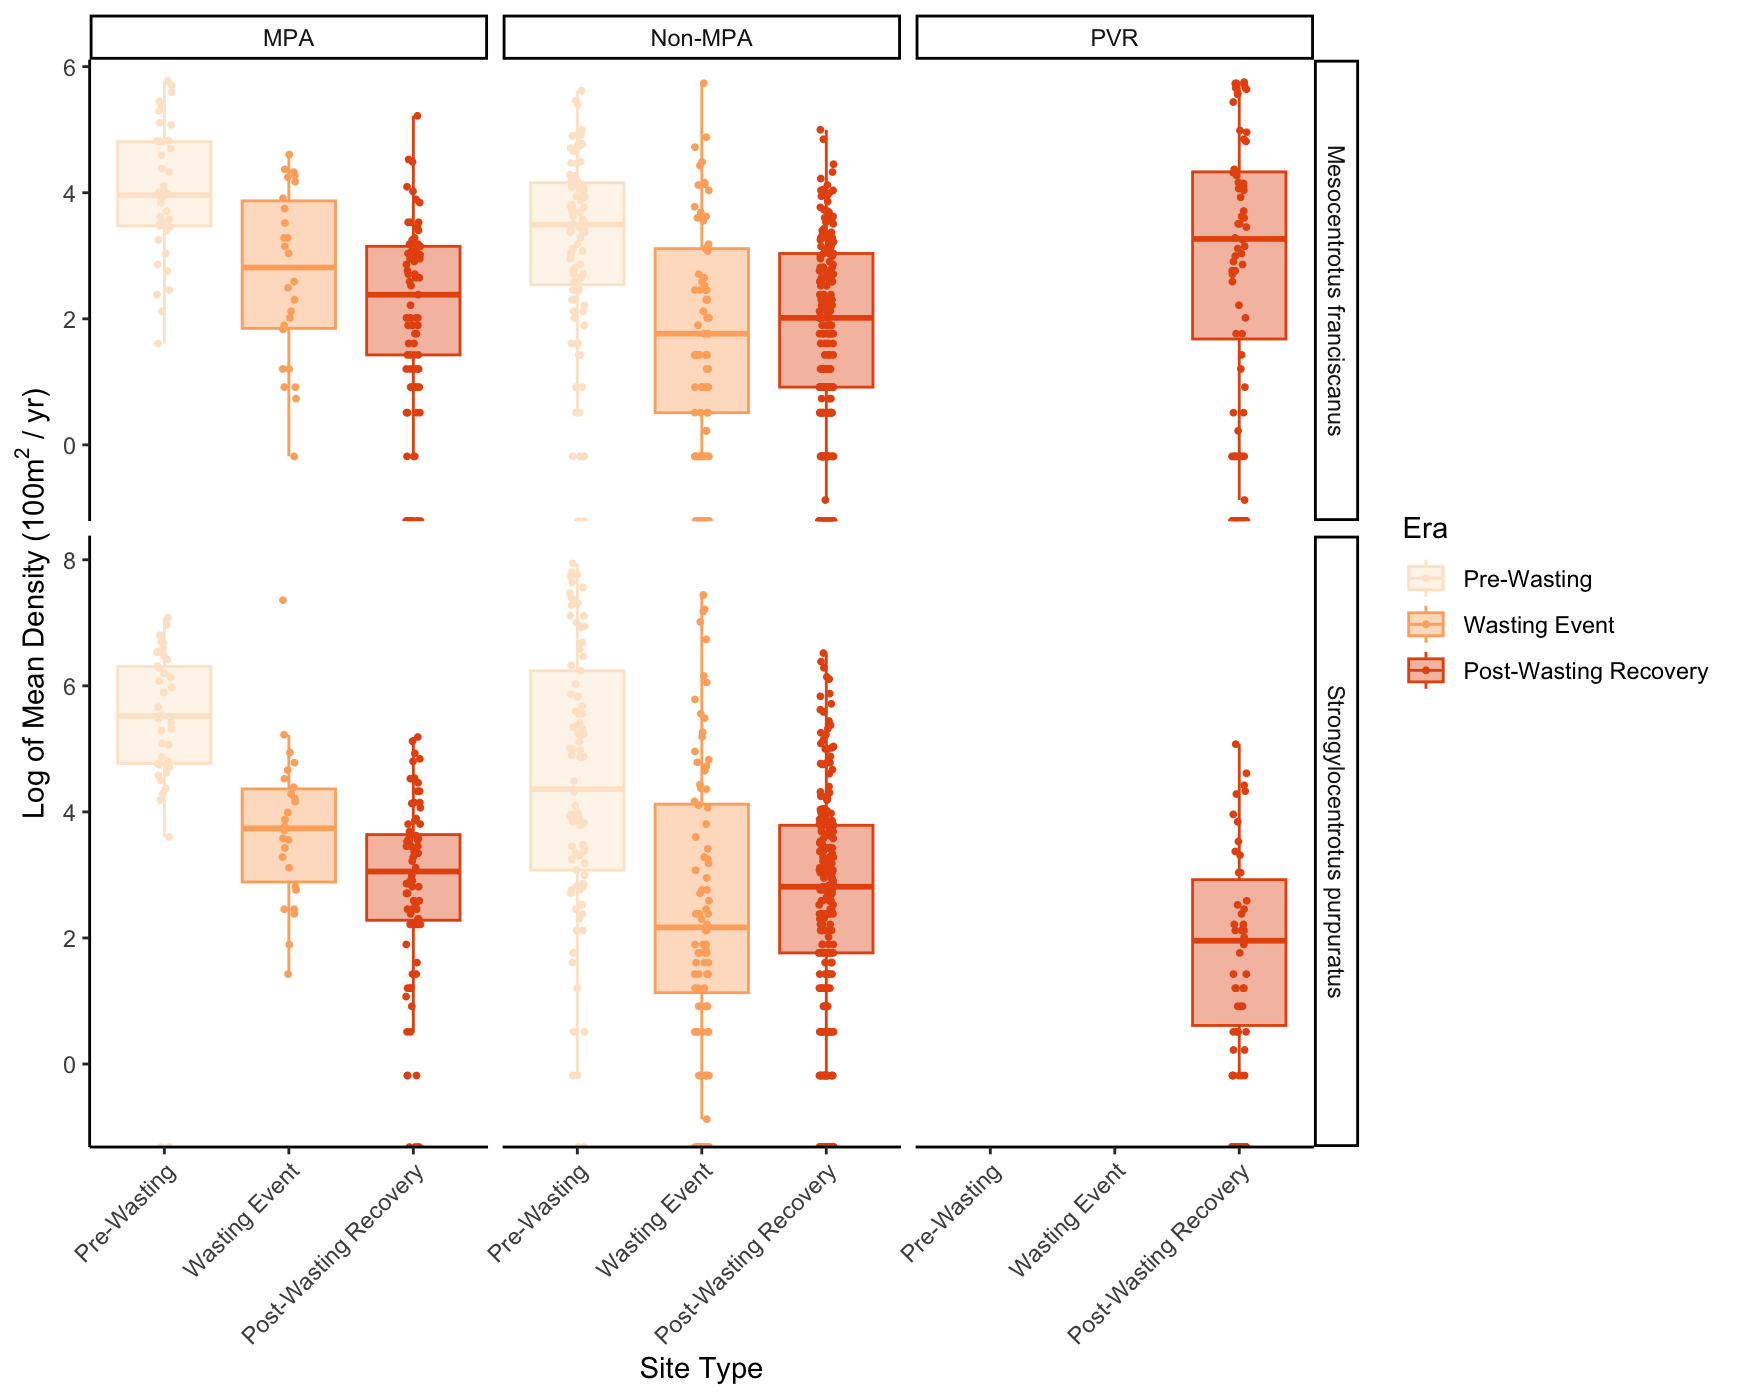 MPA
Non-MPA
PVR
6
4
2
0
Mesocentrotus franciscanus
8
6
4
2
0
Strongylocentrotus purpuratus
Log of Mean Density (100m² / yr)
Pre-Wasting
Wasting Event
Post-Wasting Recovery
Pre-Wasting
Wasting Event
Post-Wasting Recovery
Pre-Wasting
Wasting Event
Post-Wasting Recovery
Site Type
Era
Pre-Wasting
Wasting Event
Post-Wasting Recovery